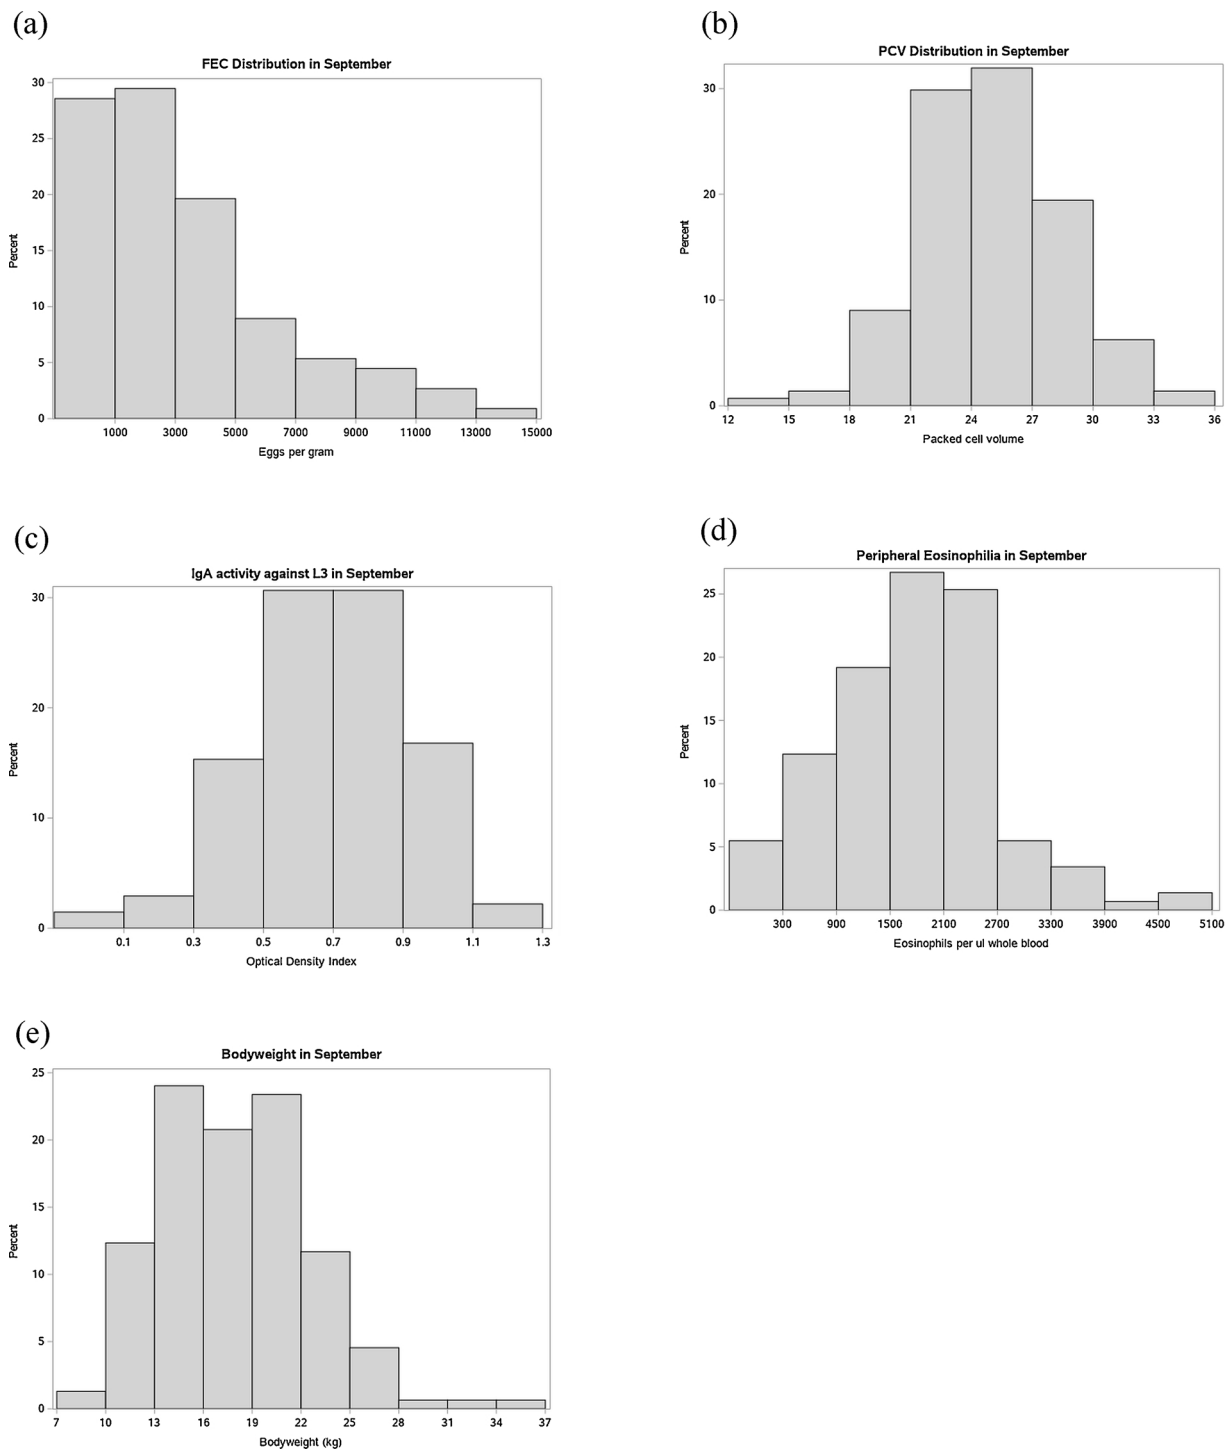 (a)
FEC Distribution in September
30
25
20
15
10
5
0
Percent
1000 3000 5000 7000 9000 11000 13000 15000
Eggs per gram
(b)
PCV Distribution in September
30
20
10
0
Percent
12 15 18 21 24 27 30 33 36
Packed cell volume
(c)
IgA activity against L3 in September
30
20
10
0
Percent
0.1 0.3 0.5 0.7 0.9 1.1 1.3
Optical Density Index
(d)
Peripheral Eosinophilia in September
25
20
15
10
5
0
Percent
300 900 1500 2100 2700 3300 3900 4500 5100
Eosinophils per ul whole blood
(e)
Bodyweight in September
25
20
15
10
5
0
Percent
7 10 13 16 19 22 25 28 31 34 37
Bodyweight (kg)